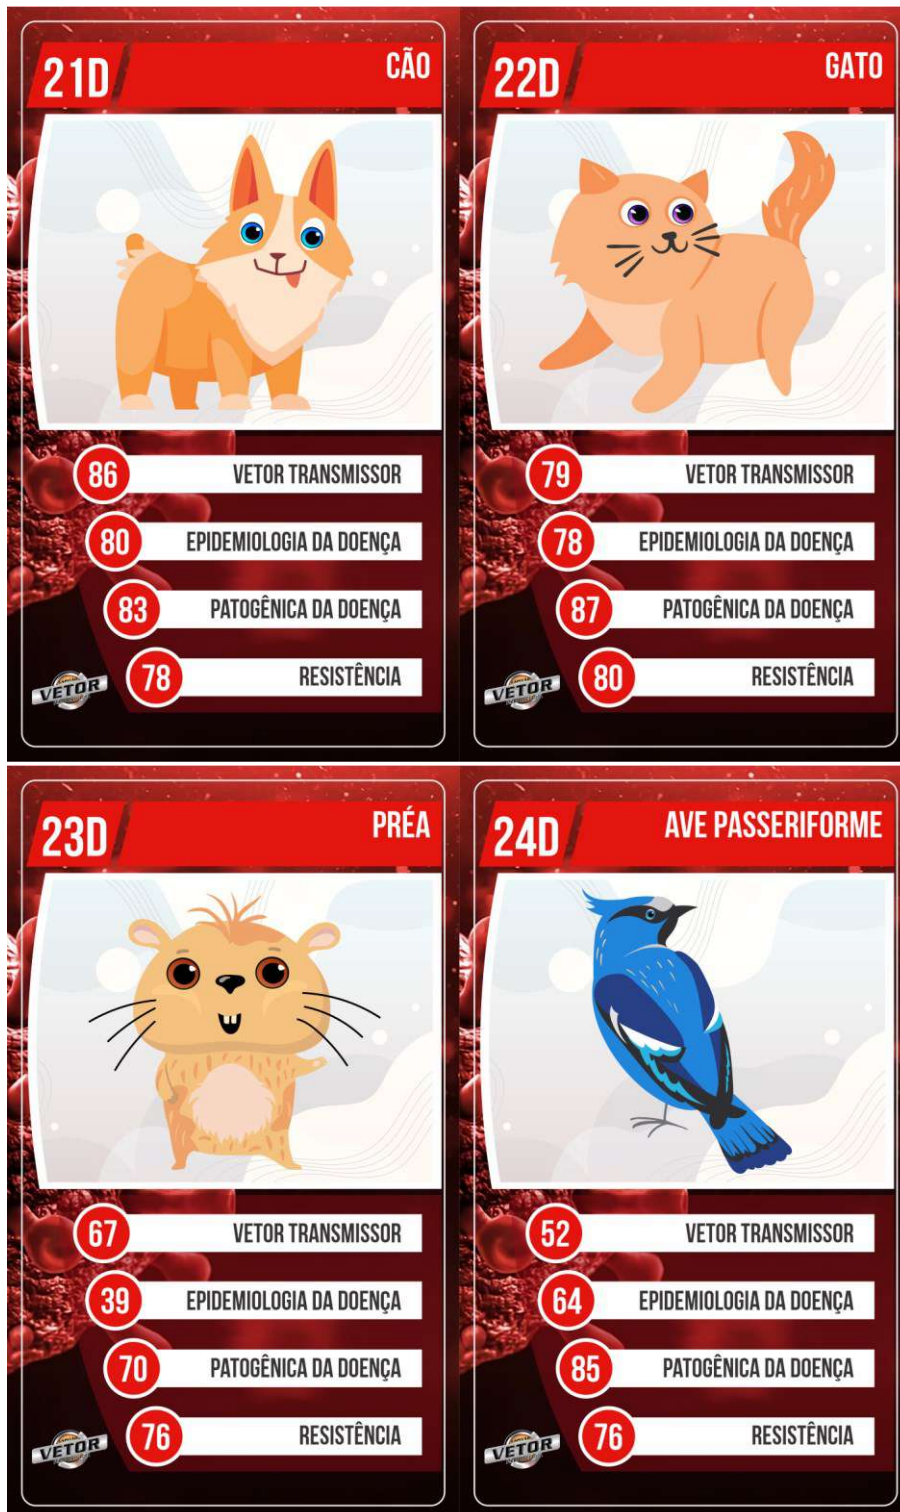 21D
CÃO
86
VETOR TRANSMISSOR
80
EPIDEMIOLOGIA DA DOENÇA
83
PATOGÊNICA DA DOENÇA
78
RESISTÊNCIA
VETOR
22D
GATO
79
VETOR TRANSMISSOR
78
EPIDEMIOLOGIA DA DOENÇA
87
PATOGÊNICA DA DOENÇA
80
RESISTÊNCIA
VETOR
23D
PRÉA
67
VETOR TRANSMISSOR
39
EPIDEMIOLOGIA DA DOENÇA
70
PATOGÊNICA DA DOENÇA
76
RESISTÊNCIA
VETOR
24D
AVE PASSERIFORME
52
VETOR TRANSMISSOR
64
EPIDEMIOLOGIA DA DOENÇA
85
PATOGÊNICA DA DOENÇA
76
RESISTÊNCIA
VETOR